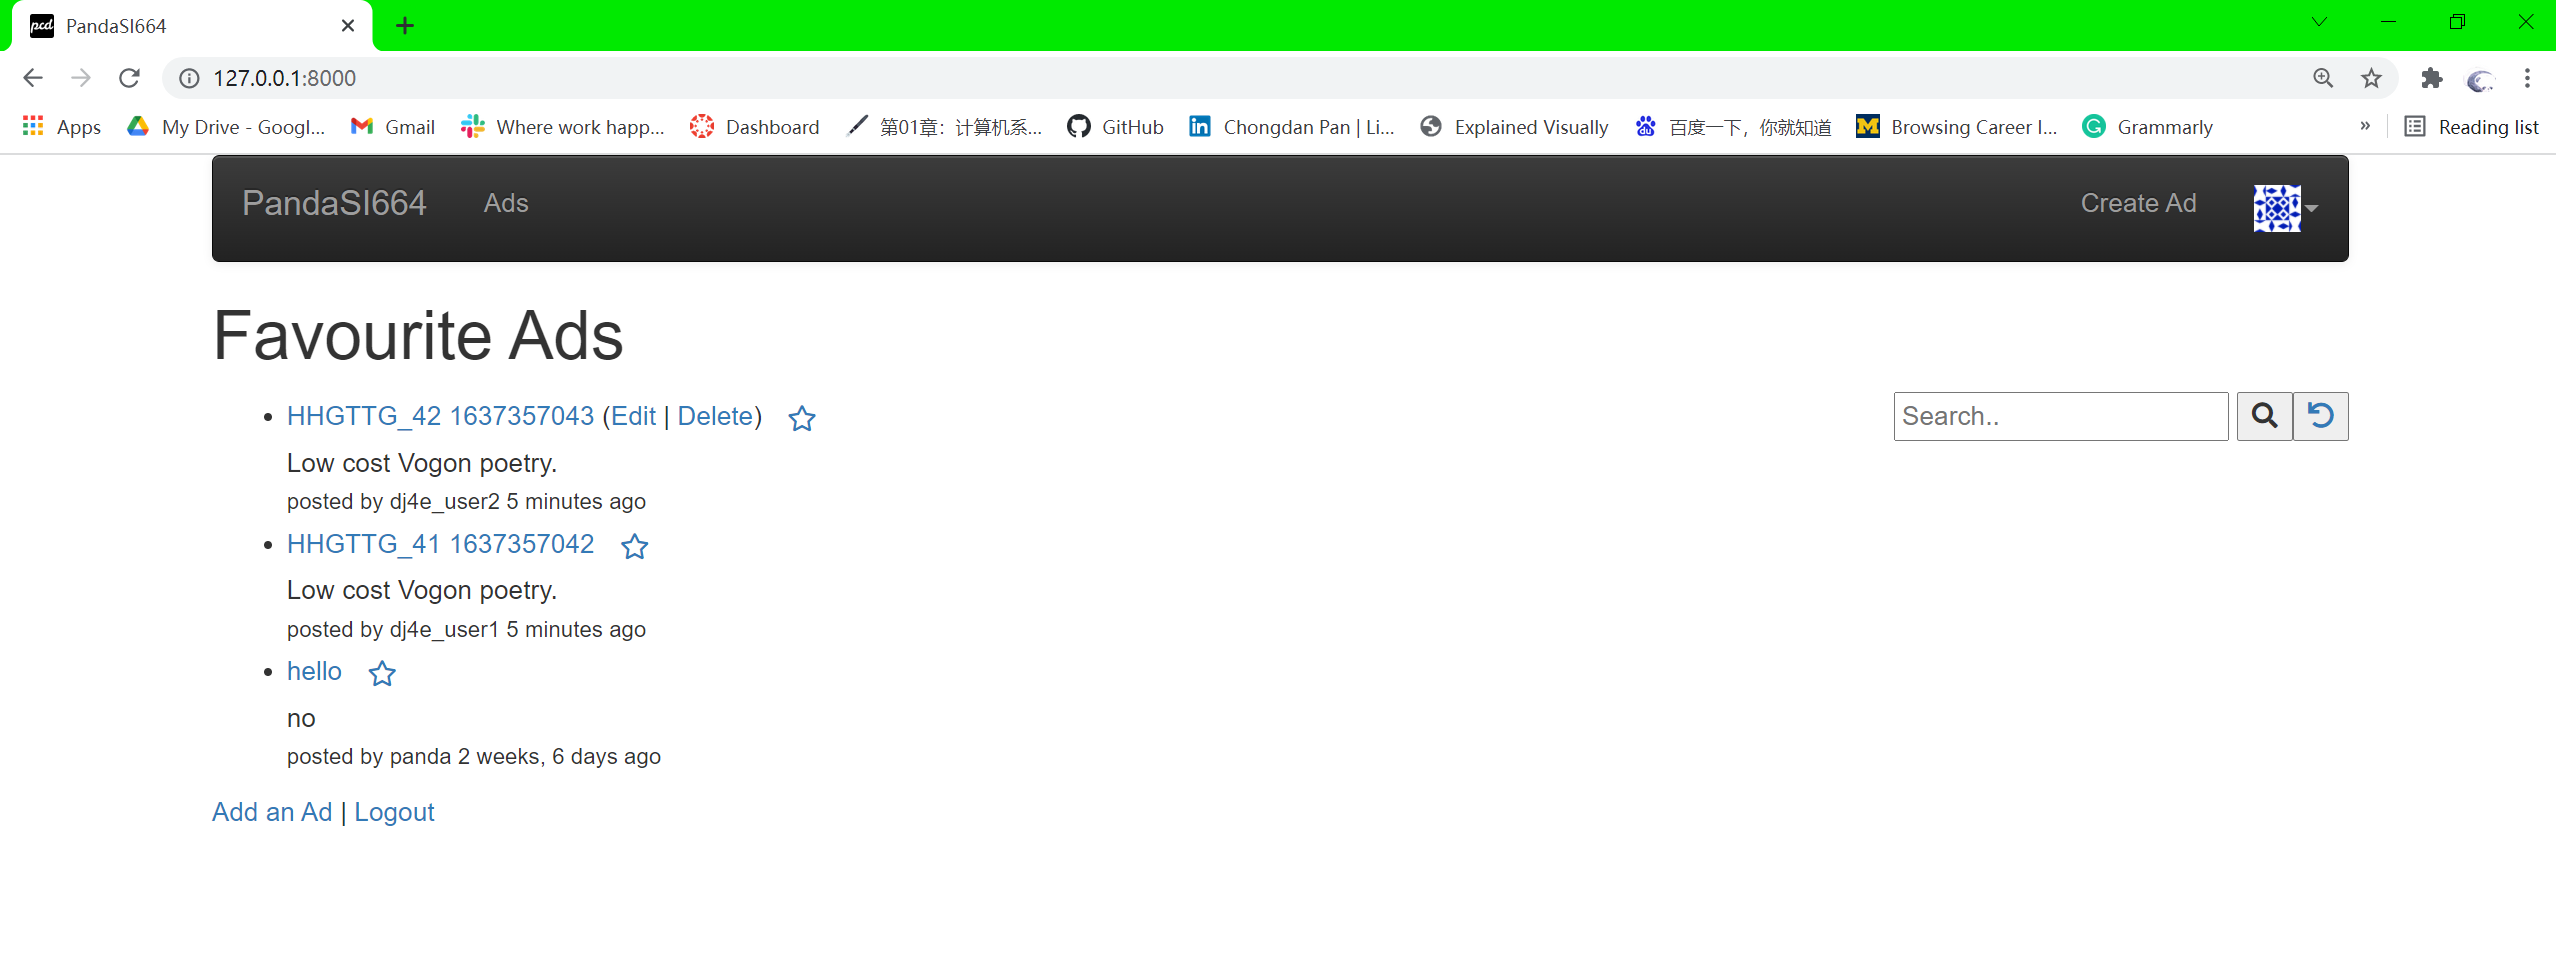 pcd PandaSI664
127.0.0.1:8000
Apps My Drive - Googl... Gmail Where work happ... Dashboard 第01章：计算机系... GitHub Chongdan Pan | Li... Explained Visually 百度一下，你就知道 Browsing Career I... Grammarly » Reading list
PandaSI664 Ads Create Ad
Favourite Ads
HHGTTG_42 1637357043 (Edit | Delete) Search..
Low cost Vogon poetry.
posted by dj4e_user2 5 minutes ago
HHGTTG_41 1637357042
Low cost Vogon poetry.
posted by dj4e_user1 5 minutes ago
hello
no
posted by panda 2 weeks, 6 days ago
Add an Ad | Logout